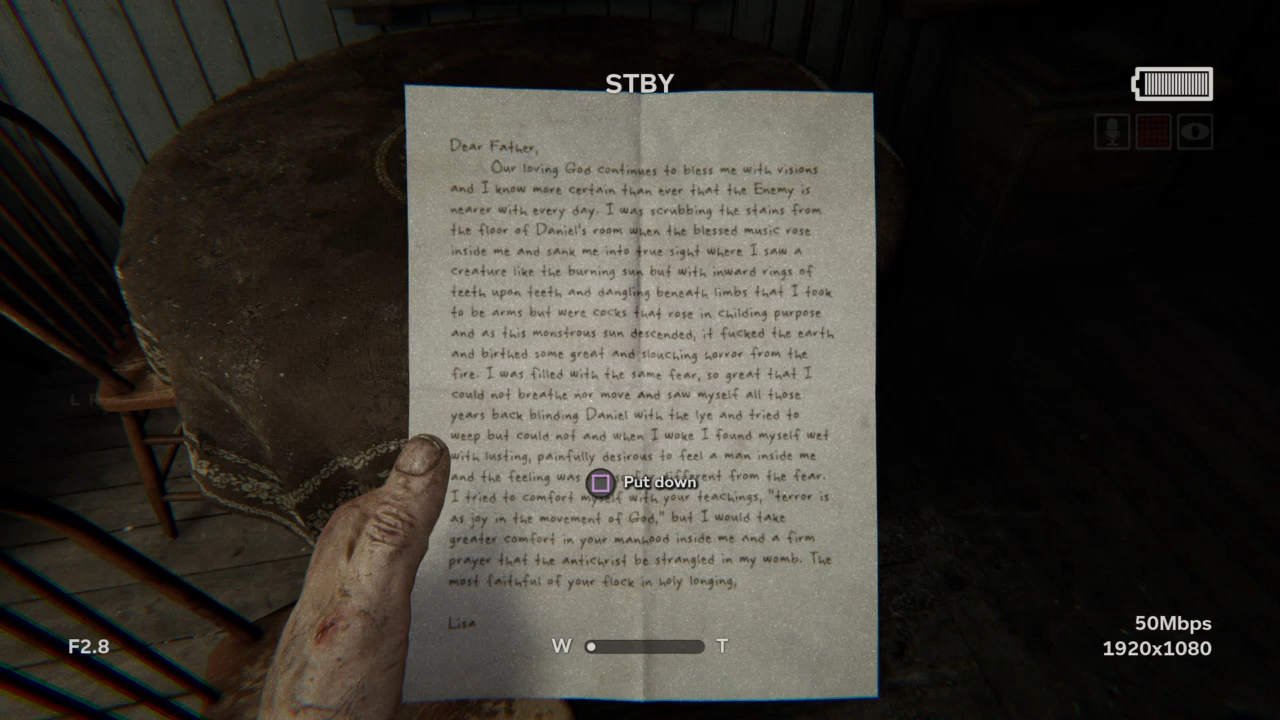 STBY
Dear Father,
Our loving God continues to bless me with visions
and I know more certain than ever that the Enemy is
nearer with every day. I was scrubbing the stains from
the floor of Daniel's room when the blessed music rose
inside me and sank me into true sight where I saw a
creature like the burning sun but with inward rings of
teeth upon teeth and dangling beneath limbs that I took
to be arms but were cocks that rose in childing purpose
and as this monstrous sun descended, it fucked the earth
and birthed some great and slouching horror from the
fire. I was filled with the same fear, so great that I
could not breathe nor move and saw myself all those
years back blinding Daniel with the lye and tried to
weep but could not and when I woke I found myself wet
with lusting, painfully desirous to feel a man inside me
and the feeling was different from the fear.
Put down
I tried to comfort myself with your teachings, "terror is
as joy in the movement of God," but I would take
greater comfort in your manhood inside me and a firm
prayer that the antichrist be strangled in my womb. The
most faithful of your flock in holy longing,
Lisa
F2.8
W T
50Mbps
1920x1080